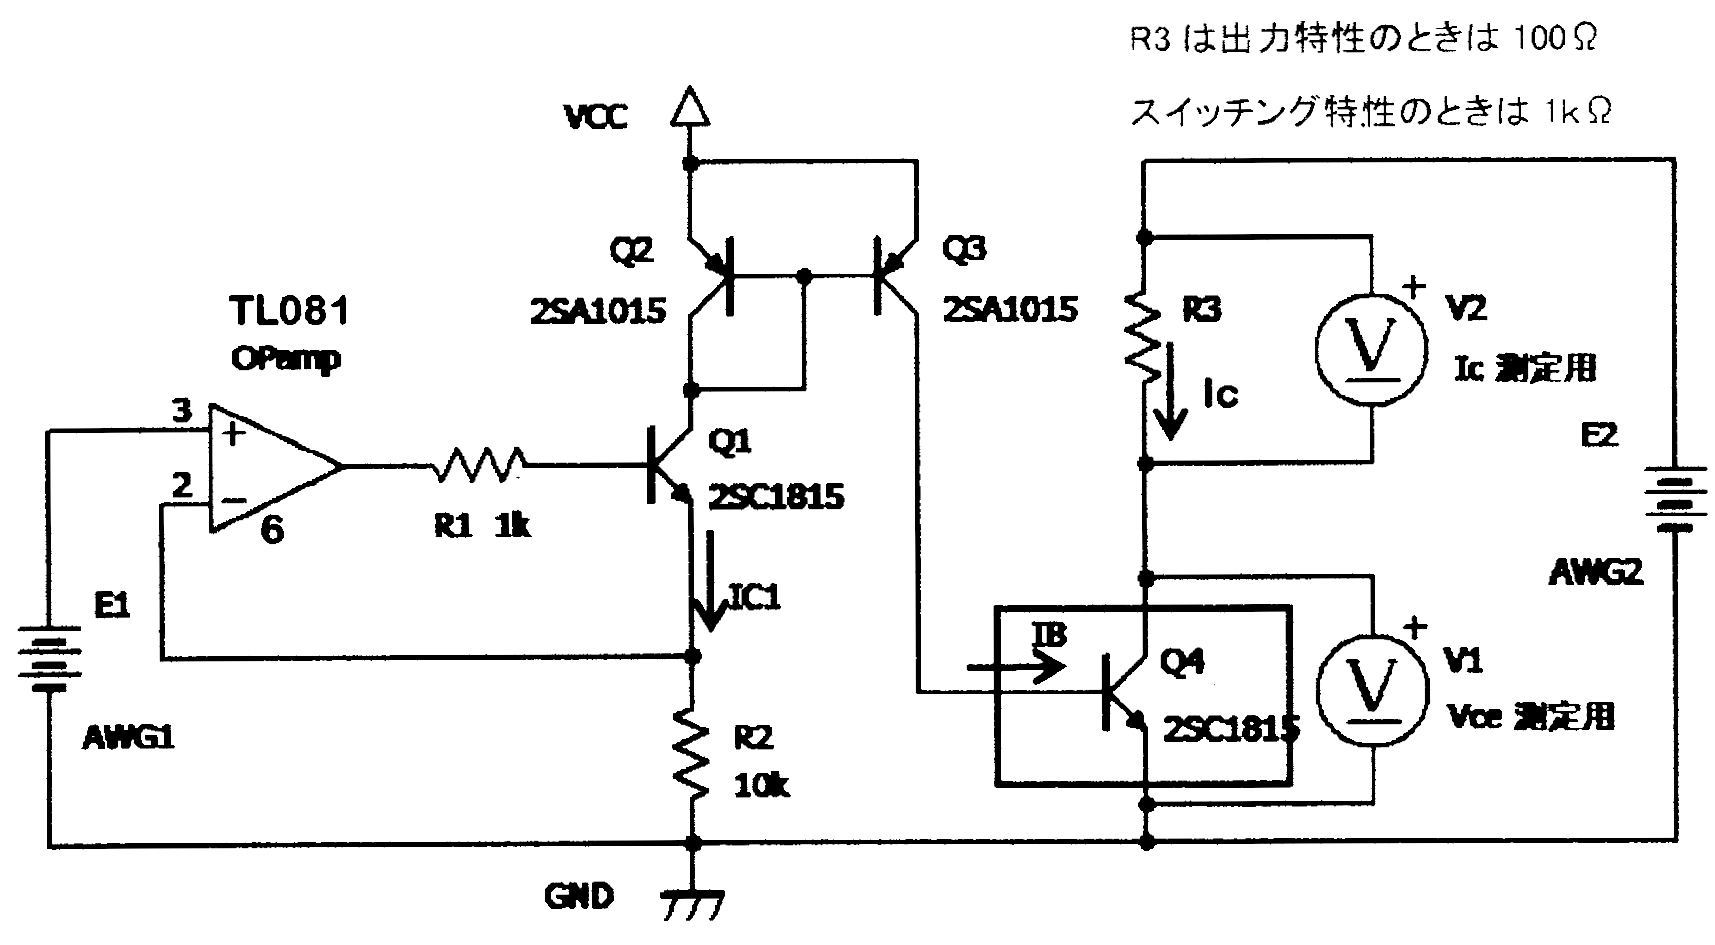 R3 は出力特性のときは 100Ω
スイッチング特性のときは 1kΩ
VCC
Q2
2SA1015
Q3
2SA1015
TL081
OPamp
3
+
2
−
6
R1 1k
Q1
2SC1815
IC1
E1
AWG1
R2
10k
GND
R3
Ic
+
V
V2
Ic 測定用
E2
AWG2
IB
Q4
2SC1815
+
V
V1
Vce 測定用